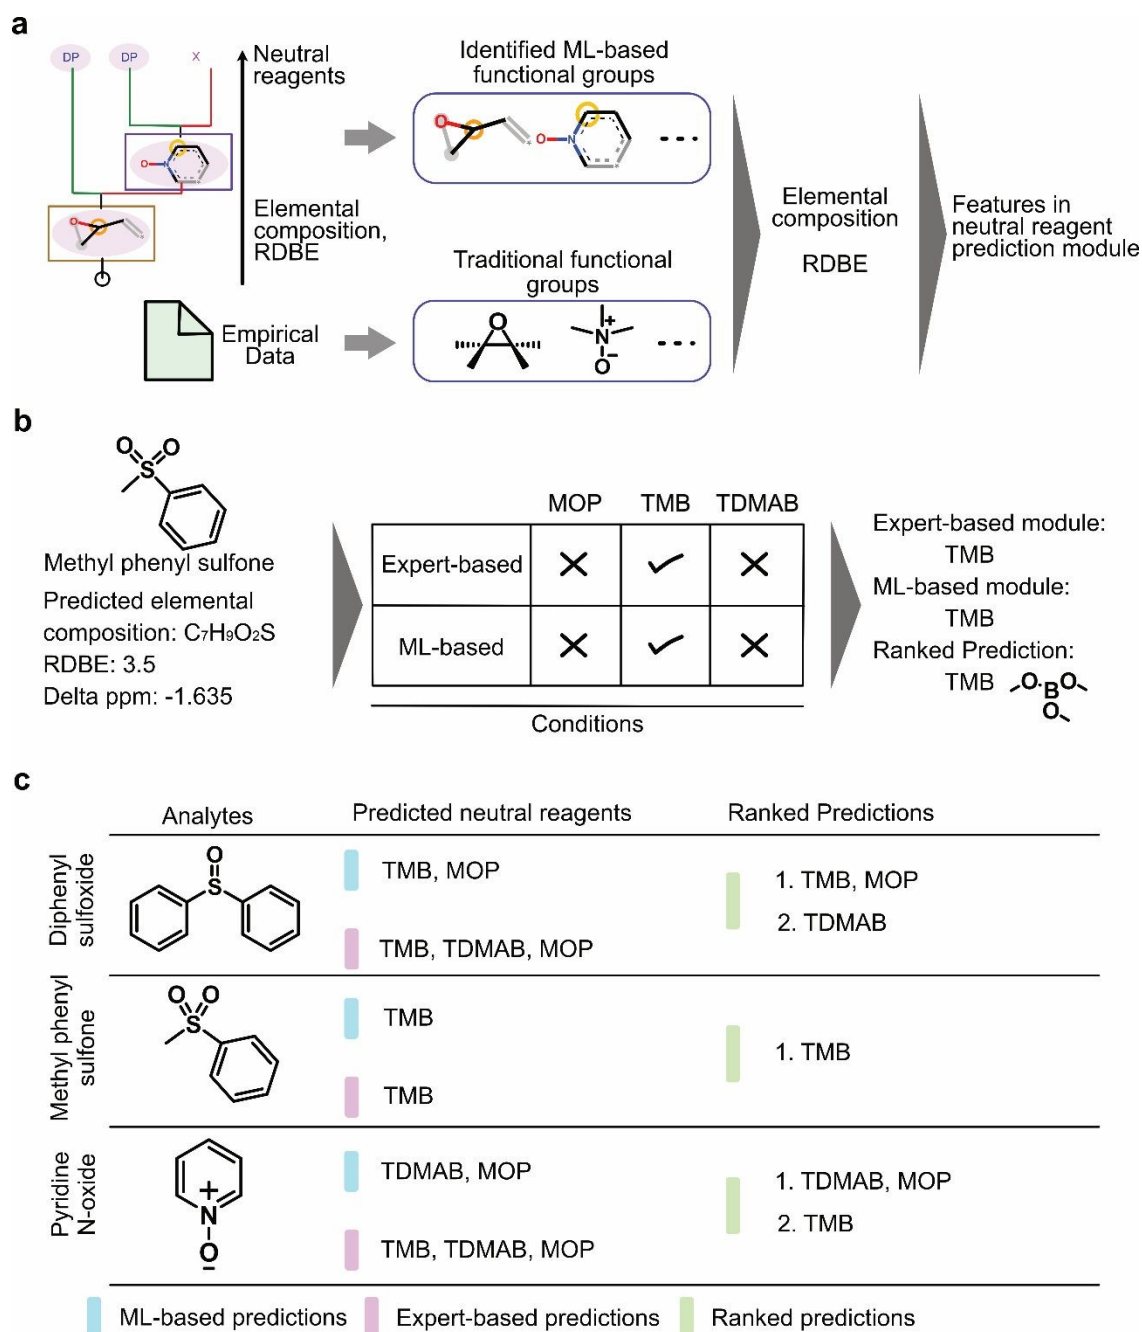 a
DP
DP
X
Neutral
reagents
Elemental
composition,
RDBE
O
O
N
Empirical
Data
Identified ML-based
functional groups
O
*
O
N
Traditional functional
groups
O
N
+
O
−
Elemental
composition
RDBE
Features in
neutral reagent
prediction module
b
O
O
S
Methyl phenyl sulfone
Predicted elemental
composition: C₇H₉O₂S
RDBE: 3.5
Delta ppm: -1.635
MOP TMB TDMAB
Expert-based
ML-based
Conditions
Expert-based module:
TMB
ML-based module:
TMB
Ranked Prediction:
TMB
O B O
O
c
Analytes Predicted neutral reagents Ranked Predictions
Diphenyl
sulfoxide
O
S
TMB, MOP
TMB, TDMAB, MOP
1. TMB, MOP
2. TDMAB
Methyl phenyl
sulfone
O O
S
TMB
TMB
1. TMB
Pyridine
N-oxide
+
N
O
−
TDMAB, MOP
TMB, TDMAB, MOP
1. TDMAB, MOP
2. TMB
ML-based predictions Expert-based predictions Ranked predictions